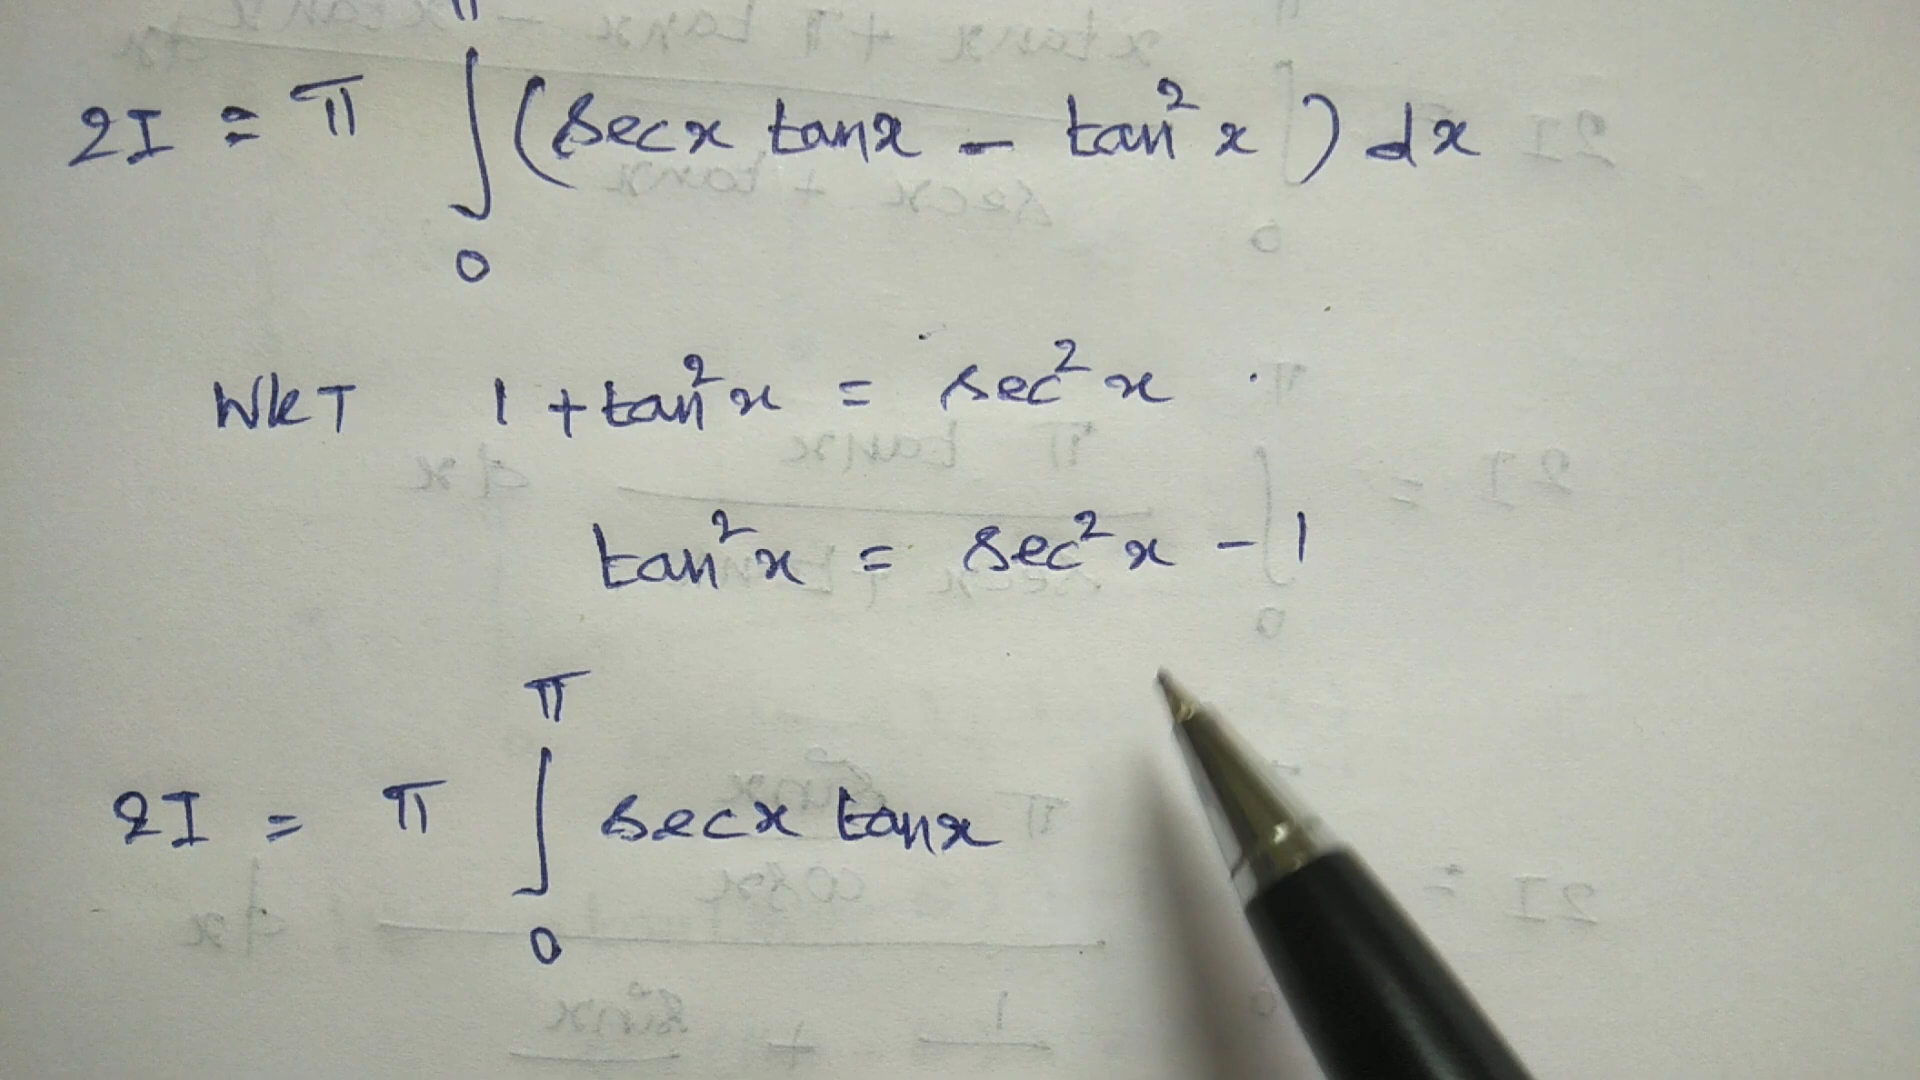 2I = π ∫₀^π (secx tanx - tan²x) dx
WKT 1 + tan²x = sec²x .
tan²x = sec²x - 1
2I = π ∫₀^π secx tanx